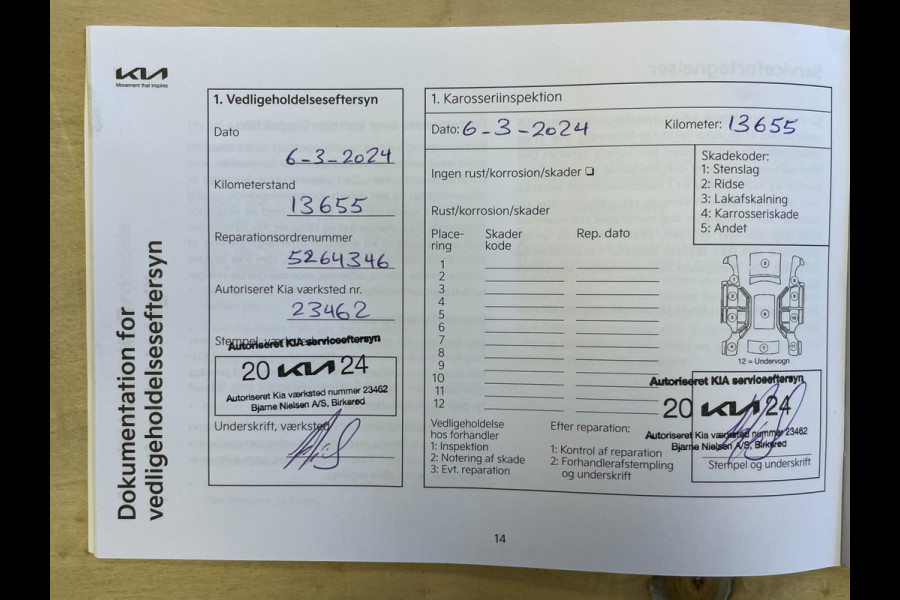 KIA
Movement that inspires
Dokumentation for
vedligeholdelseseftersyn
1. Vedligeholdelseseftersyn
Dato
6-3-2024
Kilometerstand
13655
Reparationsordrenummer
5264346
Autoriseret Kia værksted nr.
23462
Stempel, værksted
Autoriseret KIA serviceeftersyn
20 KIA 24
Autoriseret Kia værksted nummer 23462
Bjarne Nielsen A/S, Birkerød
Underskrift, værksted
1. Karosseriinspektion
Dato: 6-3-2024
Kilometer: 13655
Ingen rust/korrosion/skader
Rust/korrosion/skader
Skadekoder:
1: Stenslag
2: Ridse
3: Lakafskalning
4: Karrosseriskade
5: Andet
Place-
ring
Skader
kode
Rep. dato
1
2
3
4
5
6
7
8
9
10
11
12
12 = Undervogn
Vedligeholdelse
hos forhandler
1: Inspektion
2: Notering af skade
3: Evt. reparation
Efter reparation:
1: Kontrol af reparation
2: Forhandlerafstempling
og underskrift
Autoriseret KIA serviceeftersyn
20 KIA 24
Autoriseret Kia værksted nummer 23462
Bjarne Nielsen A/S, Birkerød
Stempel og underskrift
14